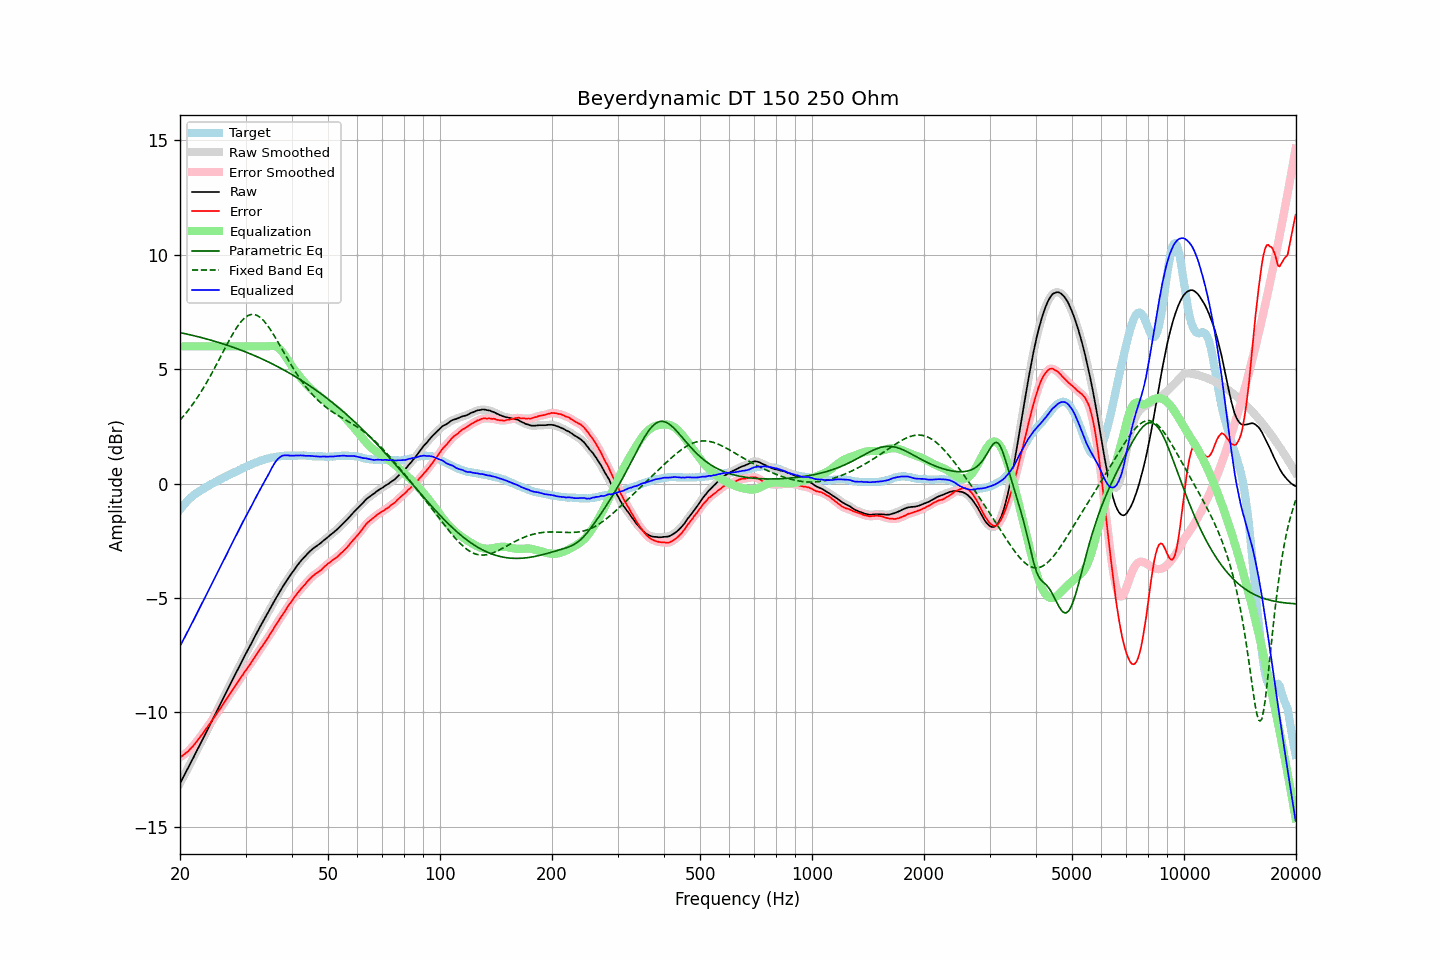 Beyerdynamic DT 150 250 Ohm
Target
Raw Smoothed
Error Smoothed
Raw
Error
Equalization
Parametric Eq
Fixed Band Eq
Equalized
15
10
5
0
−5
−10
−15
Amplitude (dBr)
20
50
100
200
500
1000
2000
5000
10000
20000
Frequency (Hz)